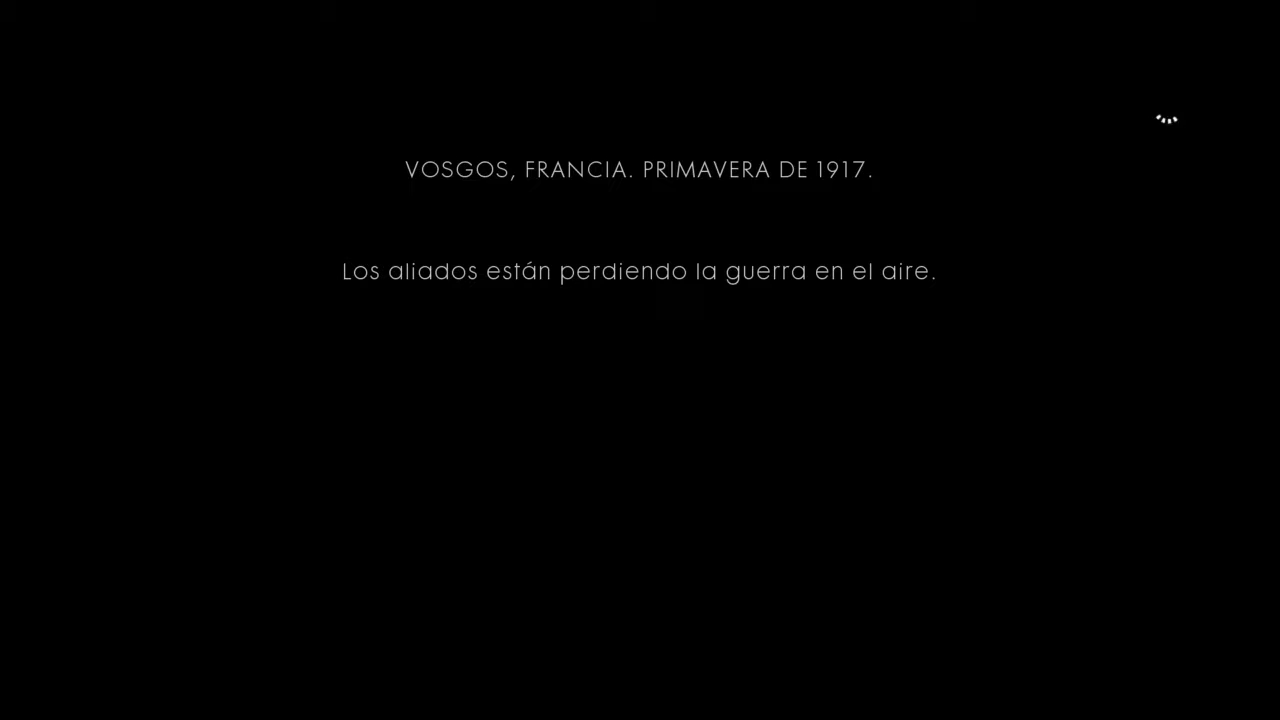 VOSGOS, FRANCIA. PRIMAVERA DE 1917.
Los aliados están perdiendo la guerra en el aire.